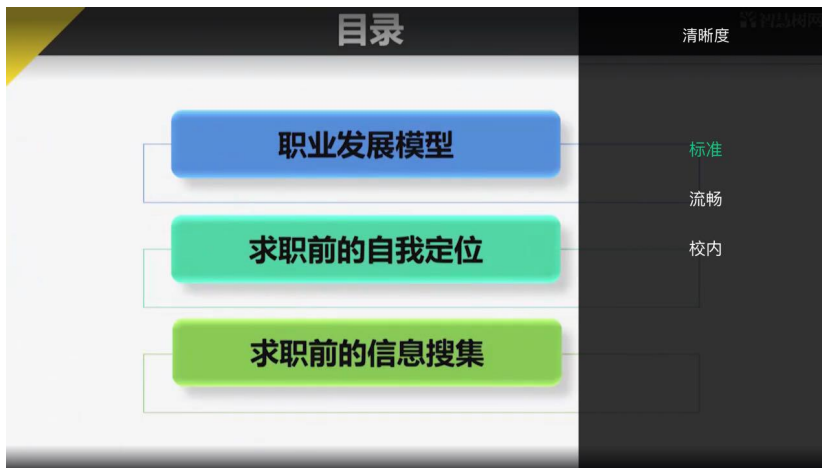 目录
清晰度
职业发展模型
标准
流畅
求职前的自我定位
校内
求职前的信息搜集